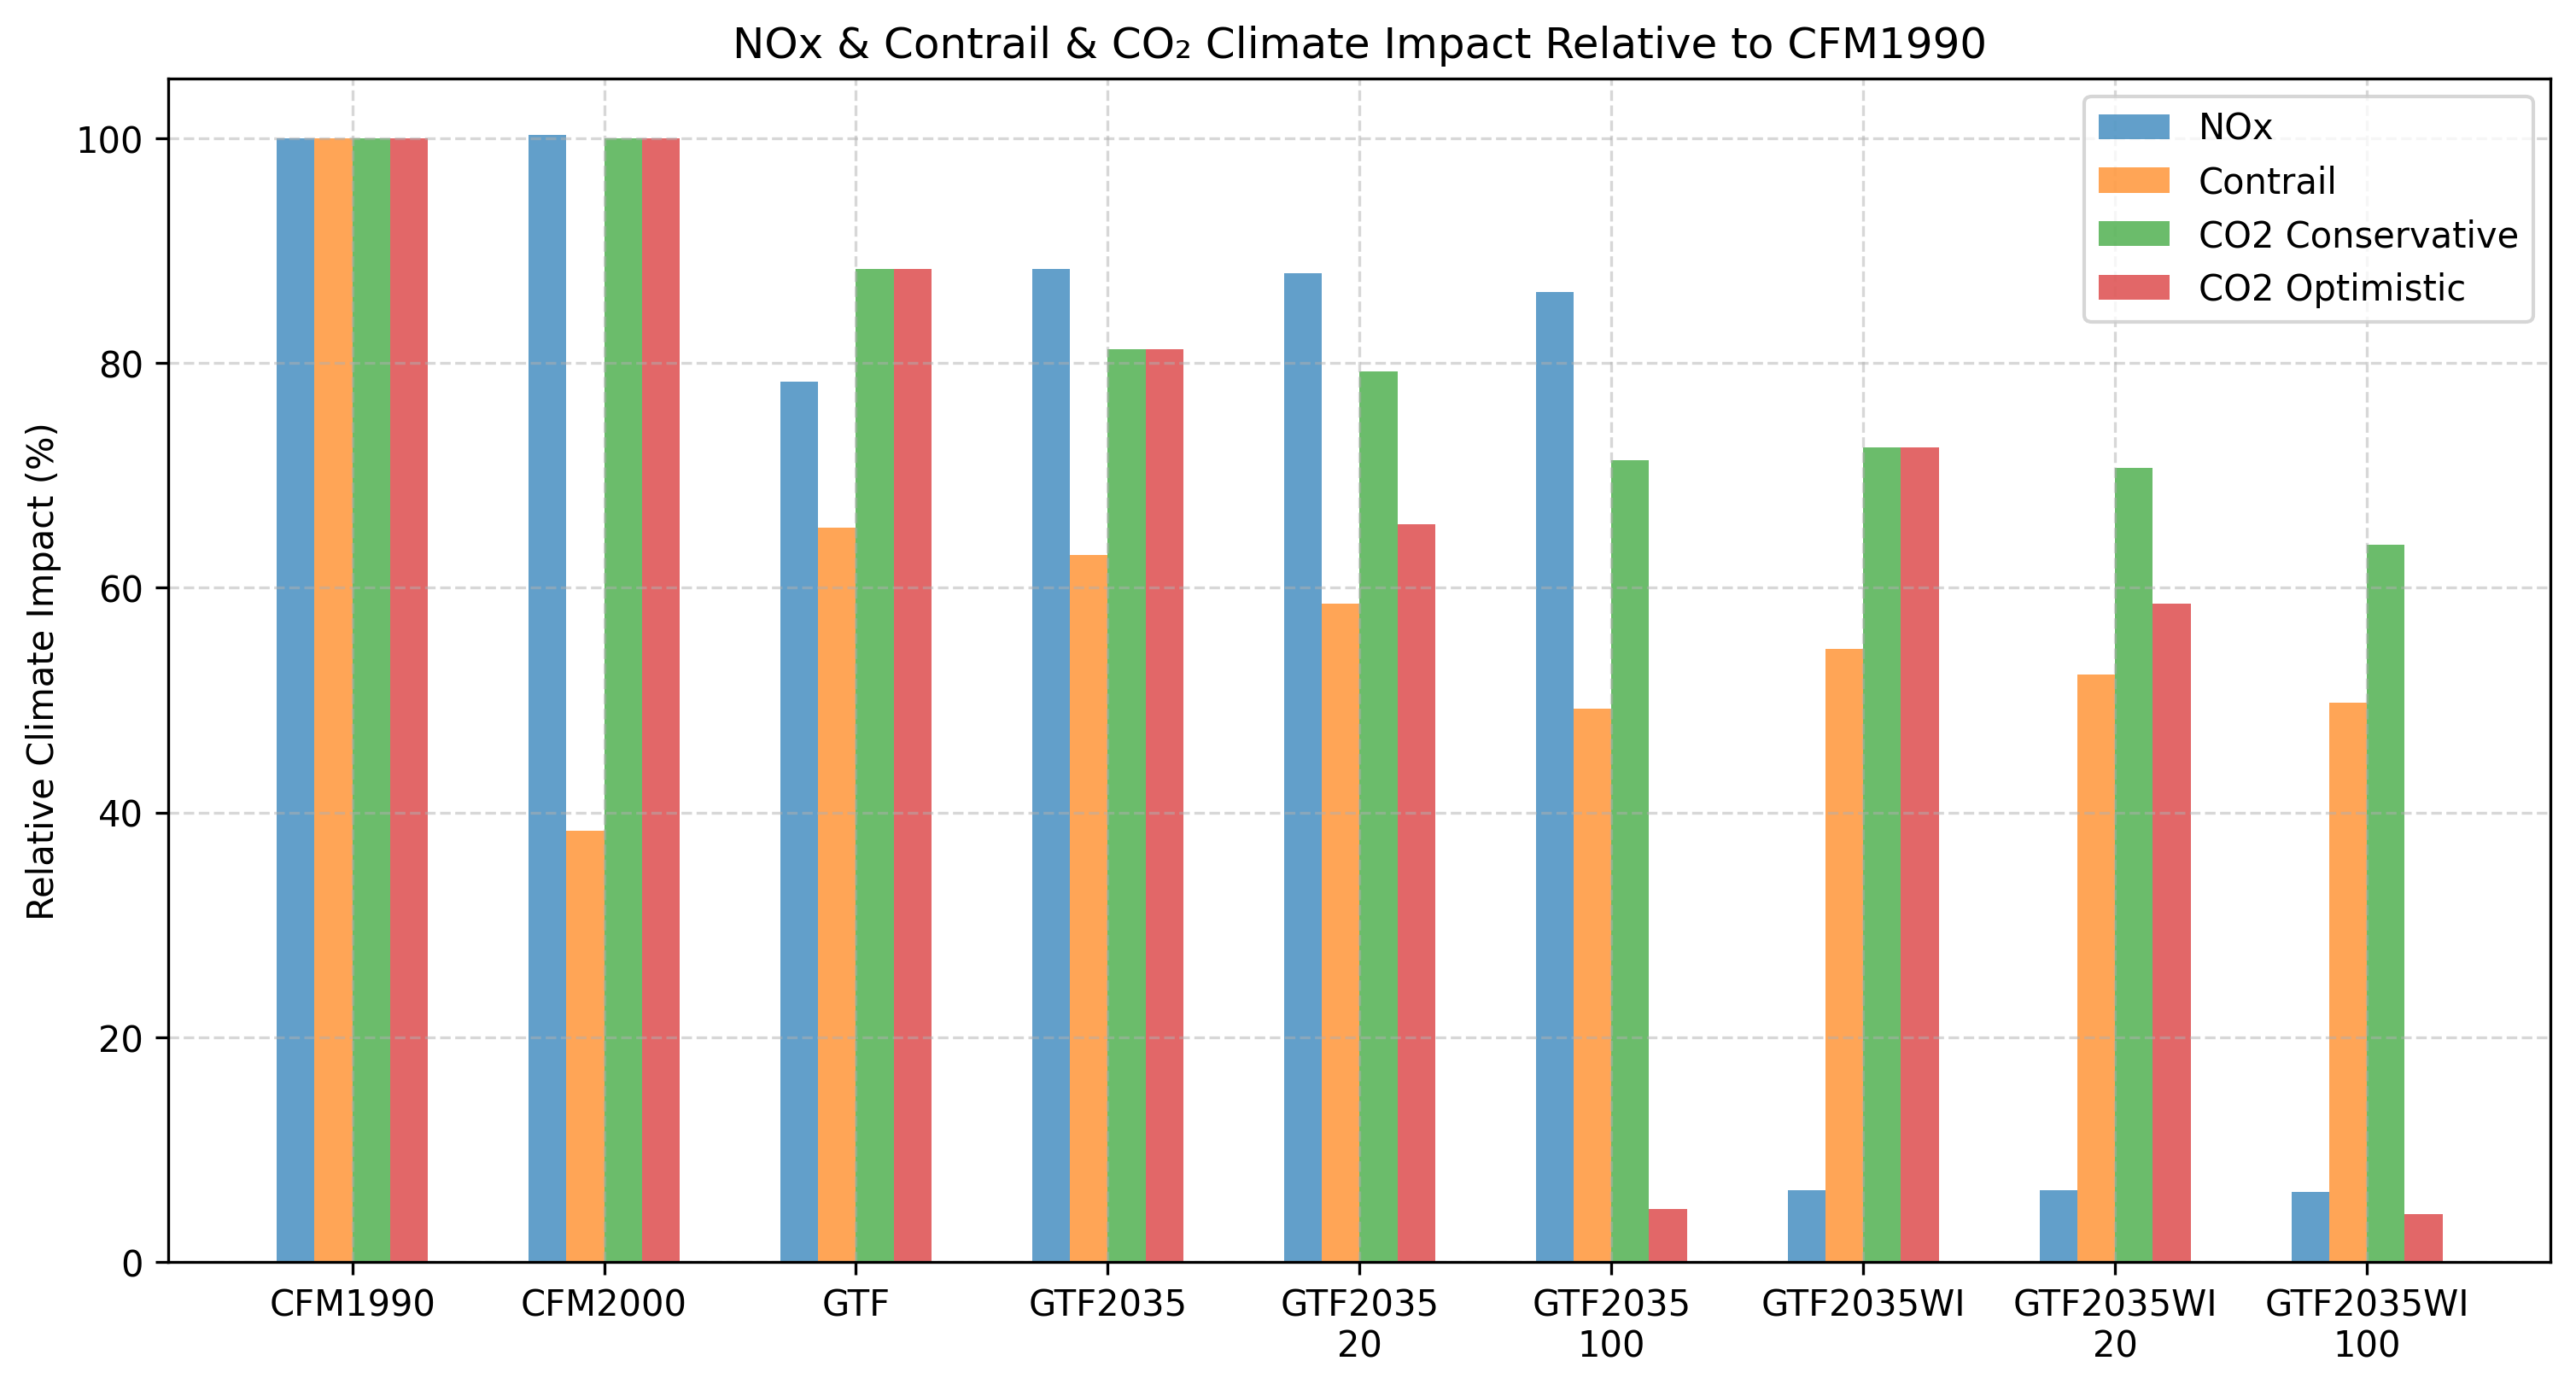 NOx & Contrail & CO₂ Climate Impact Relative to CFM1990
Relative Climate Impact (%)
100
80
60
40
20
0
NOx
Contrail
CO2 Conservative
CO2 Optimistic
CFM1990
CFM2000
GTF
GTF2035
GTF2035
20
GTF2035
100
GTF2035WI
GTF2035WI
20
GTF2035WI
100